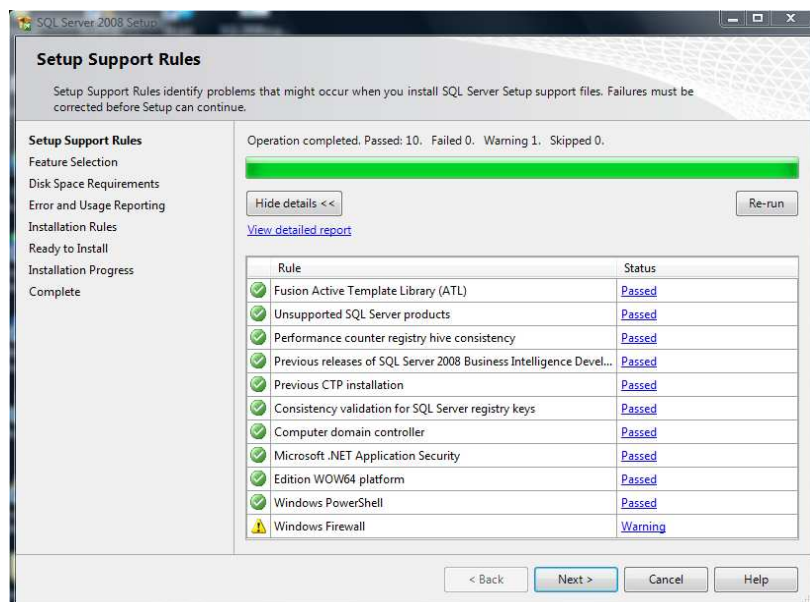 SQL Server 2008 Setup
Setup Support Rules
Setup Support Rules identify problems that might occur when you install SQL Server Setup support files. Failures must be
corrected before Setup can continue.
Setup Support Rules
Feature Selection
Disk Space Requirements
Error and Usage Reporting
Installation Rules
Ready to Install
Installation Progress
Complete
Operation completed. Passed: 10. Failed 0. Warning 1. Skipped 0.
Hide details <<
Re-run
View detailed report
Rule Status
Fusion Active Template Library (ATL) Passed
Unsupported SQL Server products Passed
Performance counter registry hive consistency Passed
Previous releases of SQL Server 2008 Business Intelligence Devel... Passed
Previous CTP installation Passed
Consistency validation for SQL Server registry keys Passed
Computer domain controller Passed
Microsoft .NET Application Security Passed
Edition WOW64 platform Passed
Windows PowerShell Passed
Windows Firewall Warning
< Back Next > Cancel Help